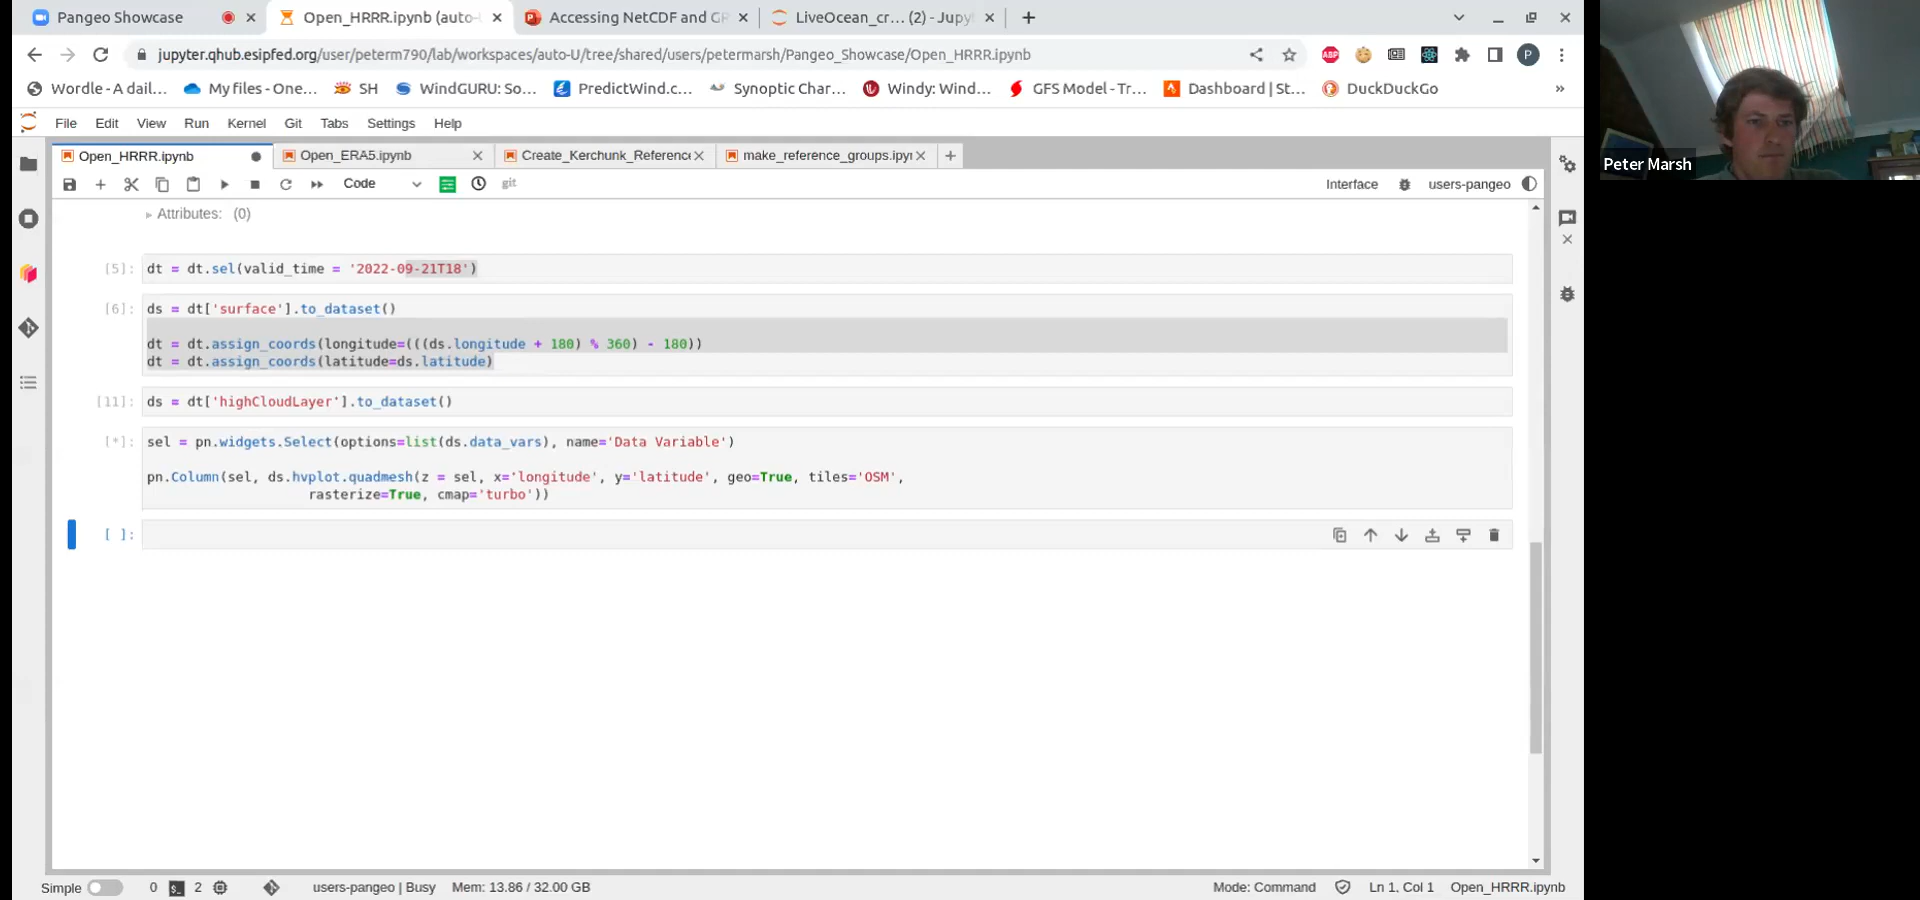 Pangeo Showcase
Open_HRRR.ipynb (auto-
Accessing NetCDF and GR
LiveOcean_cr… (2) - Jupy
jupyter.qhub.esipfed.org/user/peterm790/lab/workspaces/auto-U/tree/shared/users/petermarsh/Pangeo_Showcase/Open_HRRR.ipynb
ABP
P
Wordle - A dail…
My files - One…
SH
WindGURU: So…
PredictWind.c…
Synoptic Char…
Windy: Wind…
GFS Model - Tr…
Dashboard | St…
DuckDuckGo
»
File Edit View Run Kernel Git Tabs Settings Help
Open_HRRR.ipynb
Open_ERA5.ipynb
Create_Kerchunk_Reference
make_reference_groups.ipyn
Code
git
Interface
users-pangeo
Attributes: (0)
[5]: dt = dt.sel(valid_time = '2022-09-21T18')
[6]: ds = dt['surface'].to_dataset()
dt = dt.assign_coords(longitude=(((ds.longitude + 180) % 360) - 180))
dt = dt.assign_coords(latitude=ds.latitude)
[11]: ds = dt['highCloudLayer'].to_dataset()
[*]: sel = pn.widgets.Select(options=list(ds.data_vars), name='Data Variable')
pn.Column(sel, ds.hvplot.quadmesh(z = sel, x='longitude', y='latitude', geo=True, tiles='OSM',
rasterize=True, cmap='turbo'))
[ ]:
Simple 0 2 users-pangeo | Busy Mem: 13.86 / 32.00 GB
Mode: Command Ln 1, Col 1 Open_HRRR.ipynb
Peter Marsh